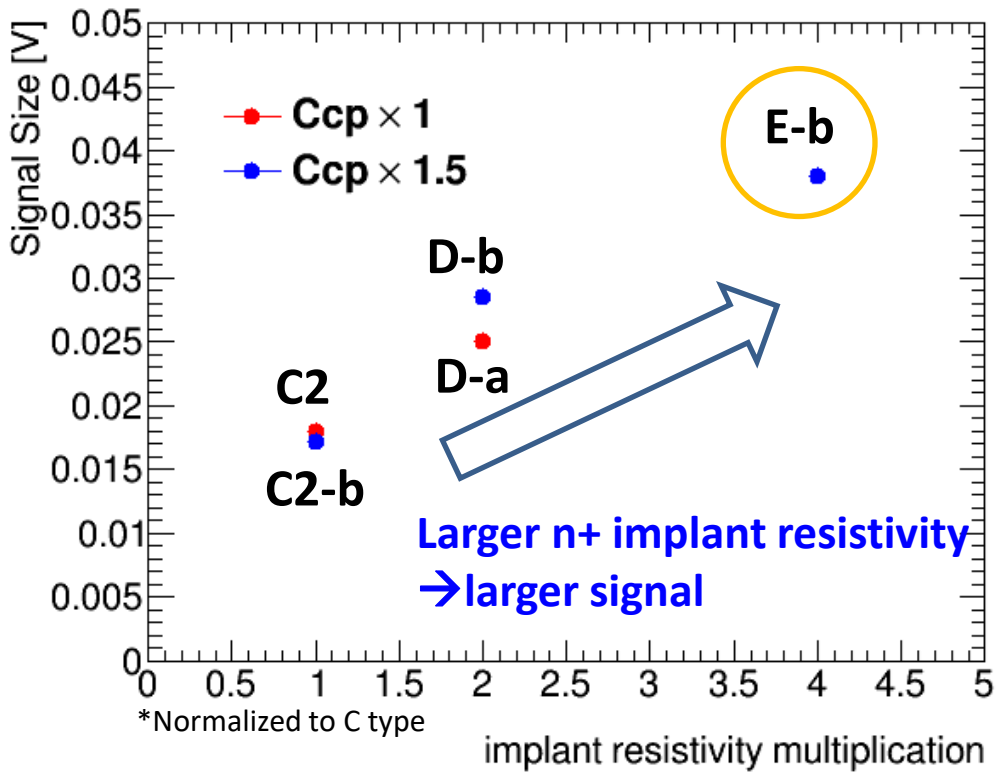 Signal Size [V]
0.05
0.045
0.04
0.035
0.03
0.025
0.02
0.015
0.01
0.005
0
Ccp × 1
Ccp × 1.5
E-b
D-b
D-a
C2
C2-b
Larger n+ implant resistivity
→larger signal
0 0.5 1 1.5 2 2.5 3 3.5 4 4.5 5
*Normalized to C type
implant resistivity multiplication